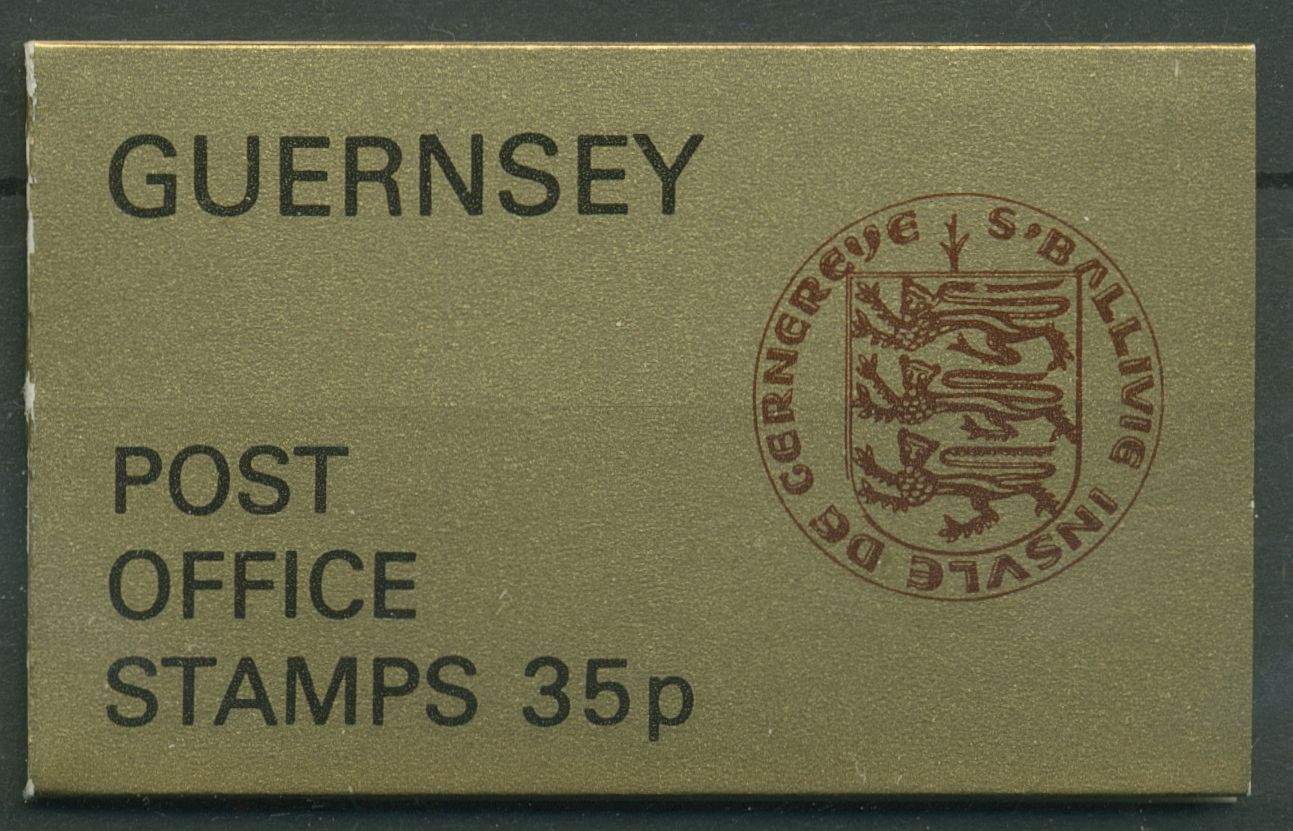 GUERNSEY
POST
OFFICE
STAMPS 35p
S'BALLIVIE INSVLE DE GERNEREYE